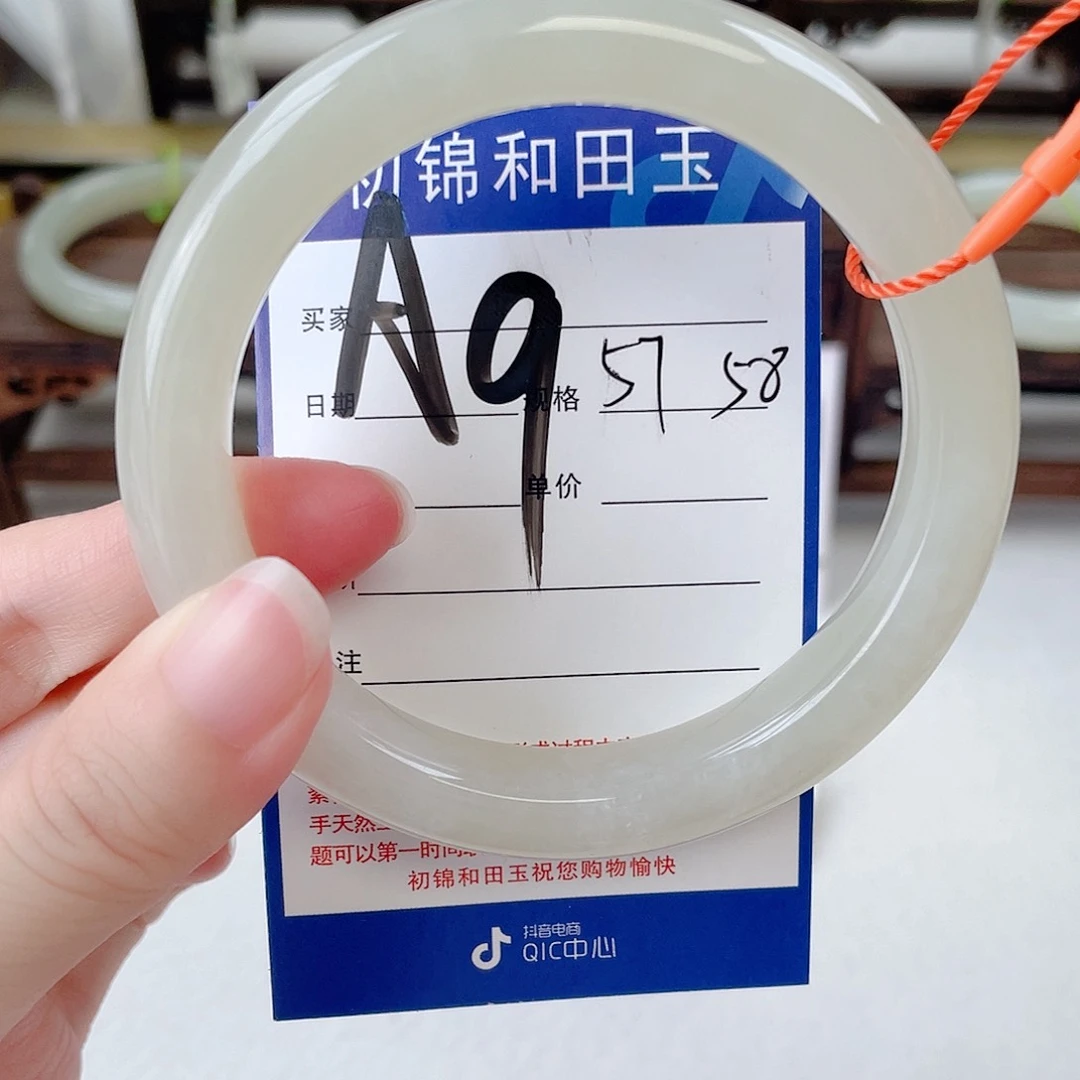 初锦和田玉
A9
买家
日期 规格 57 58
单价
注
手天然
题可以第一时间
初锦和田玉祝您购物愉快
抖音电商
QIC中心